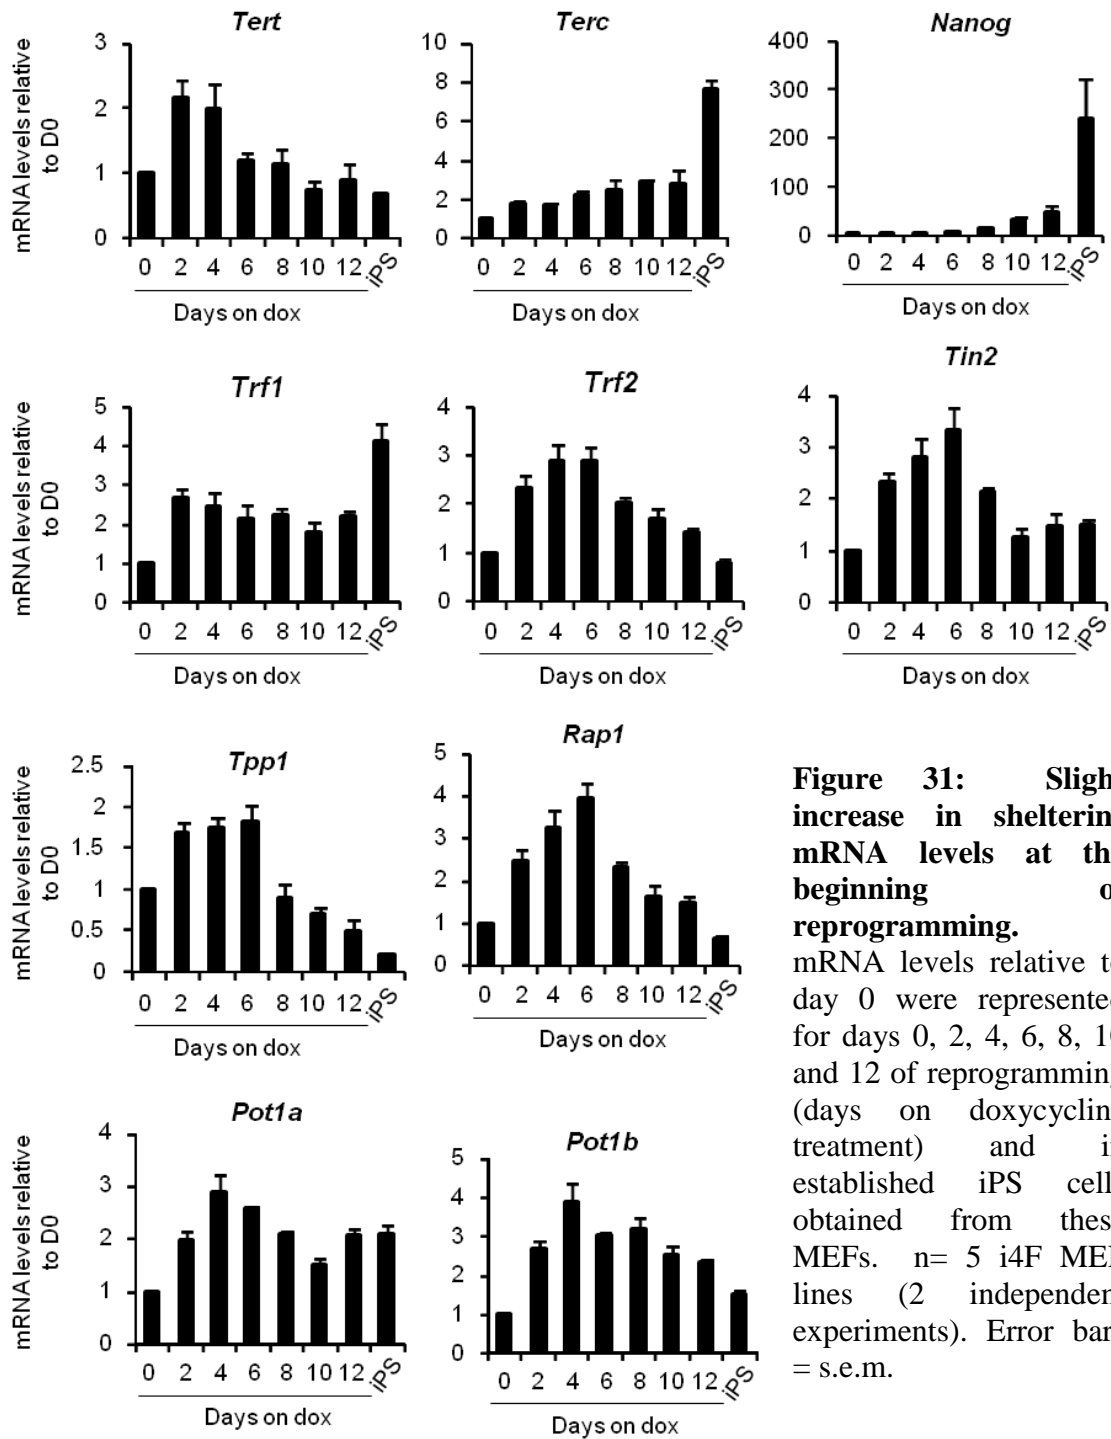 Tert
mRNA levels relative
to D0
3
2
1
0
0 2 4 6 8 10 12 iPS
Days on dox
Terc
10
8
6
4
2
0
0 2 4 6 8 10 12 iPS
Days on dox
Nanog
400
300
200
100
0
0 2 4 6 8 10 12 iPS
Days on dox
Trf1
mRNA levels relative
to D0
5
4
3
2
1
0
0 2 4 6 8 10 12 iPS
Days on dox
Trf2
4
3
2
1
0
0 2 4 6 8 10 12 iPS
Days on dox
Tin2
4
3
2
1
0
0 2 4 6 8 10 12 iPS
Days on dox
Tpp1
mRNA levels relative
to D0
2.5
2
1.5
1
0.5
0
0 2 4 6 8 10 12 iPS
Days on dox
Rap1
5
4
3
2
1
0
0 2 4 6 8 10 12 iPS
Days on dox
Pot1a
mRNA levels relative
to D0
4
3
2
1
0
0 2 4 6 8 10 12 iPS
Days on dox
Pot1b
5
4
3
2
1
0
0 2 4 6 8 10 12 iPS
Days on dox
Figure 31: Sligh
increase in shelterin
mRNA levels at th
beginning o
reprogramming.
mRNA levels relative to
day 0 were represented
for days 0, 2, 4, 6, 8, 10
and 12 of reprogramming
(days on doxycyclin
treatment) and in
established iPS cell
obtained from thes
MEFs. n= 5 i4F MEF
lines (2 independen
experiments). Error bar
= s.e.m.